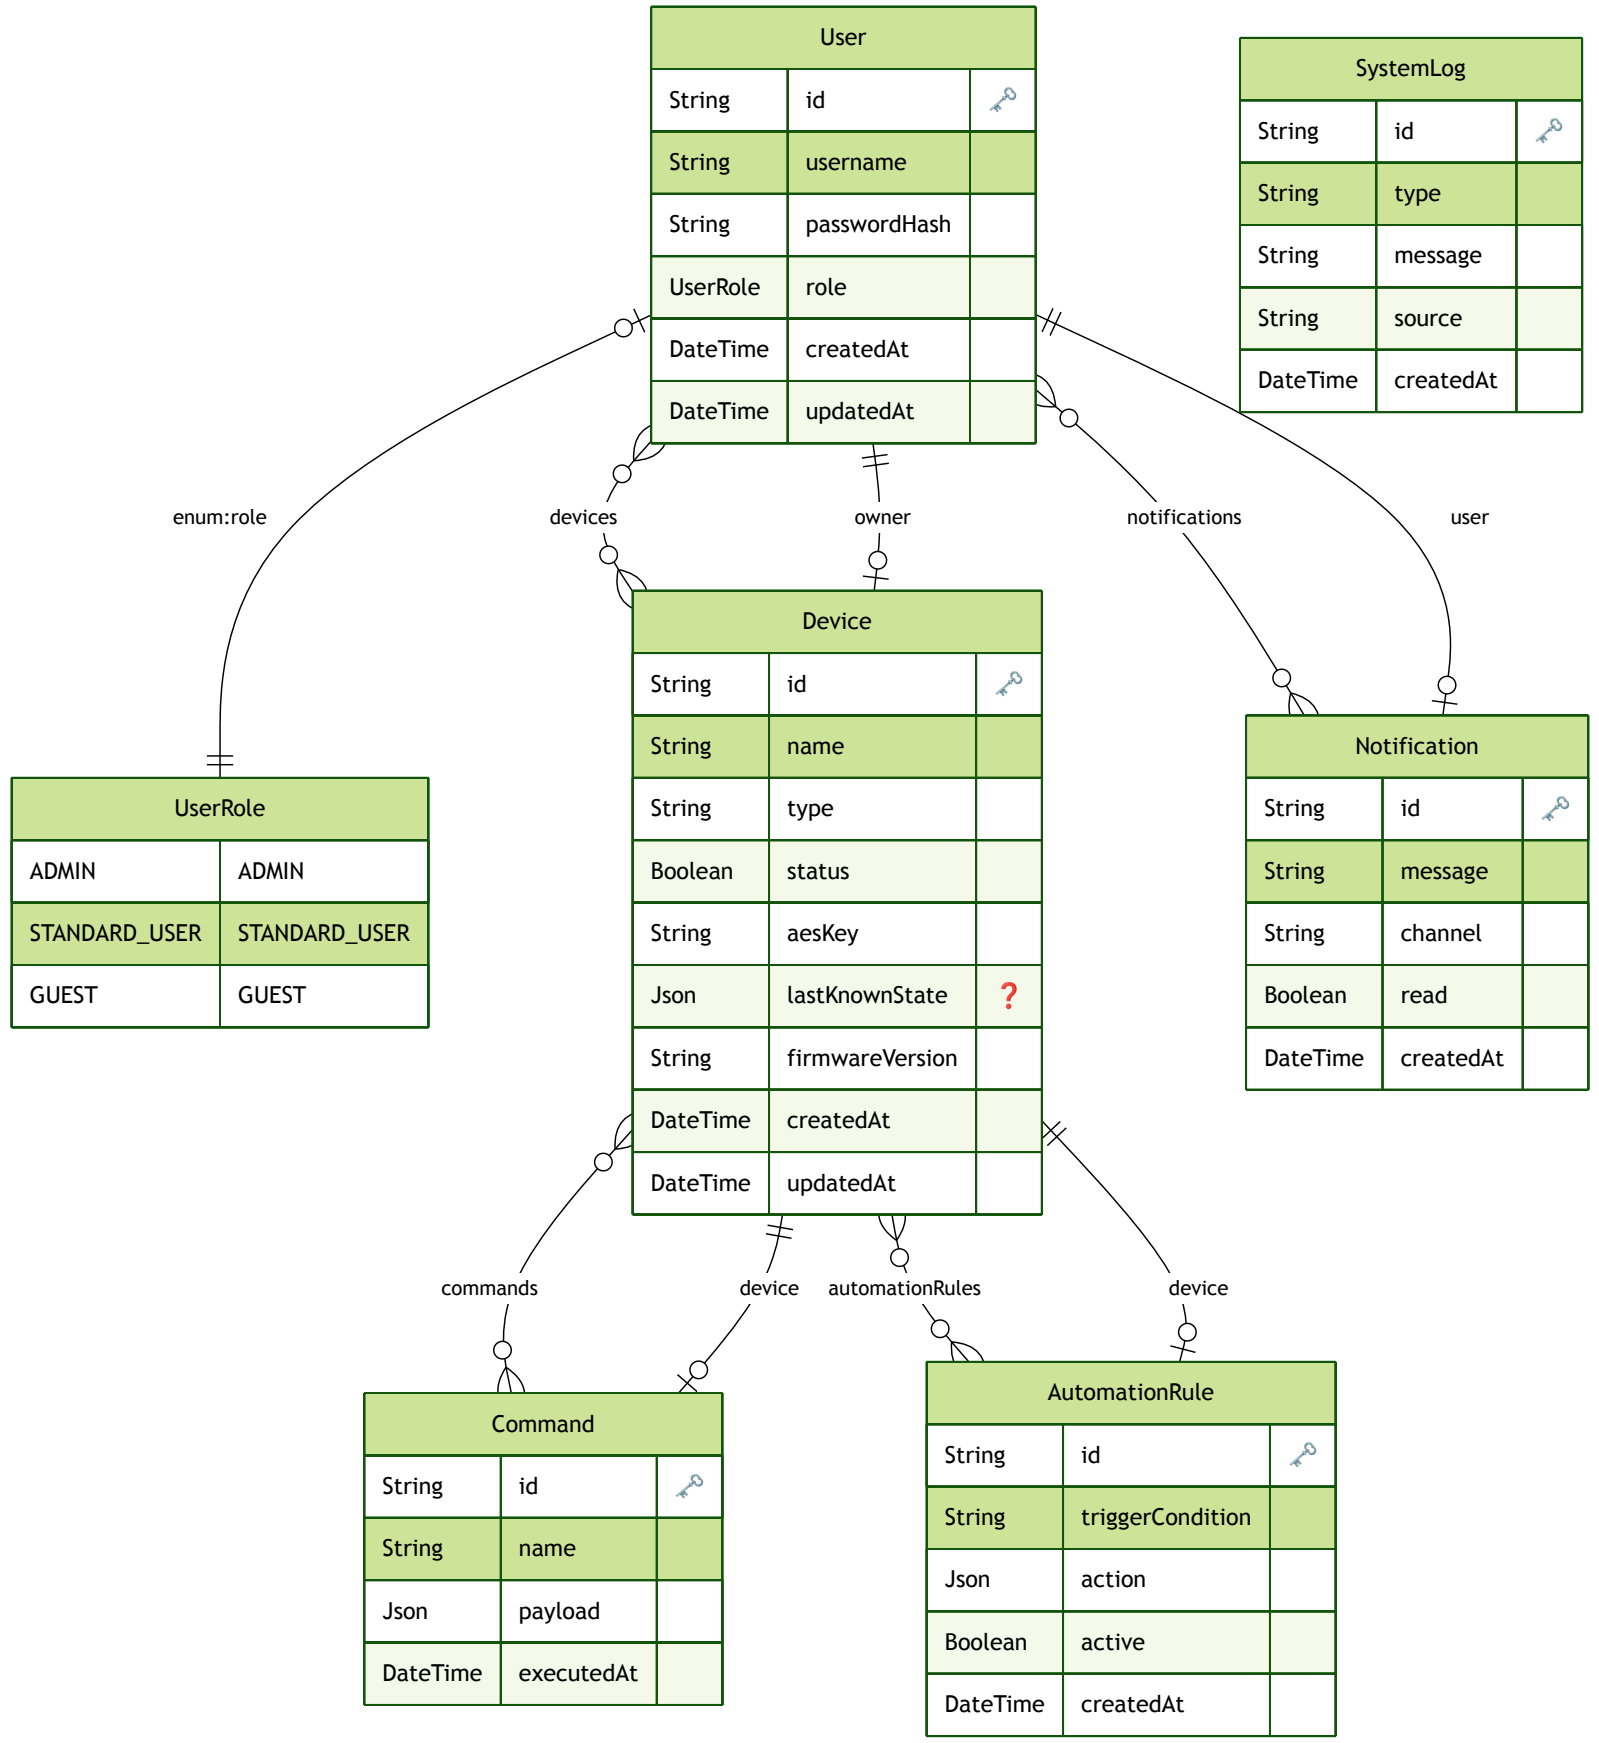 User
String id 🗝️
String username
String passwordHash
UserRole role
DateTime createdAt
DateTime updatedAt
SystemLog
String id 🗝️
String type
String message
String source
DateTime createdAt
enum:role
devices
owner
notifications
user
Device
String id 🗝️
String name
String type
Boolean status
String aesKey
Json lastKnownState ❓
String firmwareVersion
DateTime createdAt
DateTime updatedAt
UserRole
ADMIN ADMIN
STANDARD_USER STANDARD_USER
GUEST GUEST
Notification
String id 🗝️
String message
String channel
Boolean read
DateTime createdAt
commands
device
automationRules
device
Command
String id 🗝️
String name
Json payload
DateTime executedAt
AutomationRule
String id 🗝️
String triggerCondition
Json action
Boolean active
DateTime createdAt